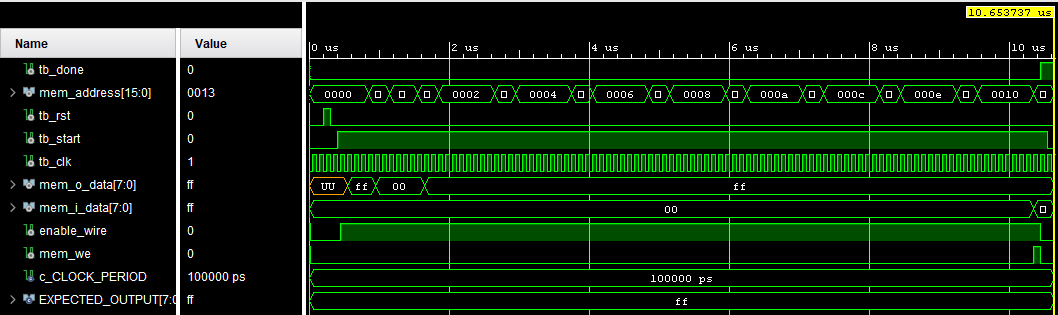 10.653737 us
Name Value
0 us 2 us 4 us 6 us 8 us 10 us
tb_done 0
mem_address[15:0] 0013 0000 0002 0004 0006 0008 000a 000c 000e 0010
tb_rst 0
tb_start 0
tb_clk 1
mem_o_data[7:0] ff UU ff 00 ff
mem_i_data[7:0] ff 00
enable_wire 0
mem_we 0
c_CLOCK_PERIOD 100000 ps 100000 ps
EXPECTED_OUTPUT[7:0 ff ff